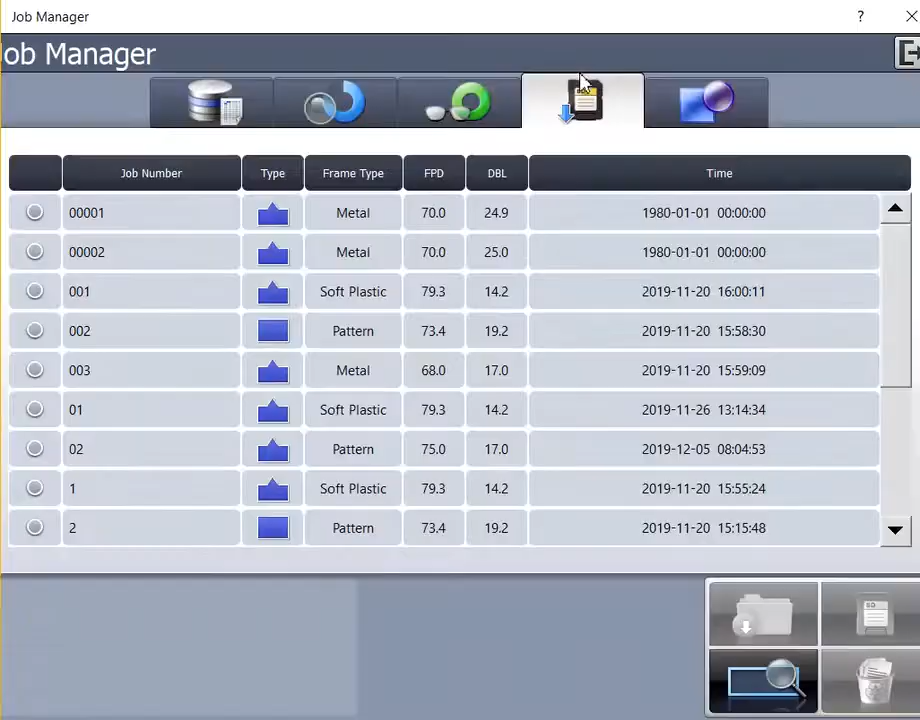 Job Manager ?
ob Manager
Job Number Type Frame Type FPD DBL Time
00001 Metal 70.0 24.9 1980-01-01 00:00:00
00002 Metal 70.0 25.0 1980-01-01 00:00:00
001 Soft Plastic 79.3 14.2 2019-11-20 16:00:11
002 Pattern 73.4 19.2 2019-11-20 15:58:30
003 Metal 68.0 17.0 2019-11-20 15:59:09
01 Soft Plastic 79.3 14.2 2019-11-26 13:14:34
02 Pattern 75.0 17.0 2019-12-05 08:04:53
1 Soft Plastic 79.3 14.2 2019-11-20 15:55:24
2 Pattern 73.4 19.2 2019-11-20 15:15:48